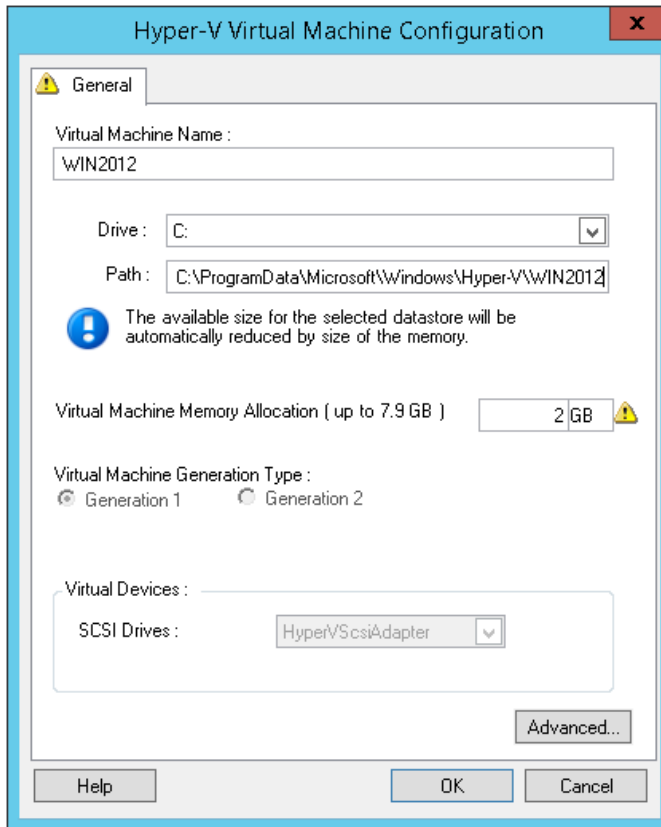 Hyper-V Virtual Machine Configuration
x
General
Virtual Machine Name :
WIN2012
Drive : C:
Path : C:\ProgramData\Microsoft\Windows\Hyper-V\WIN2012
The available size for the selected datastore will be
automatically reduced by size of the memory.
Virtual Machine Memory Allocation ( up to 7.9 GB ) 2 GB
Virtual Machine Generation Type :
Generation 1 Generation 2
Virtual Devices :
SCSI Drives : HyperVScsiAdapter
Advanced...
Help OK Cancel